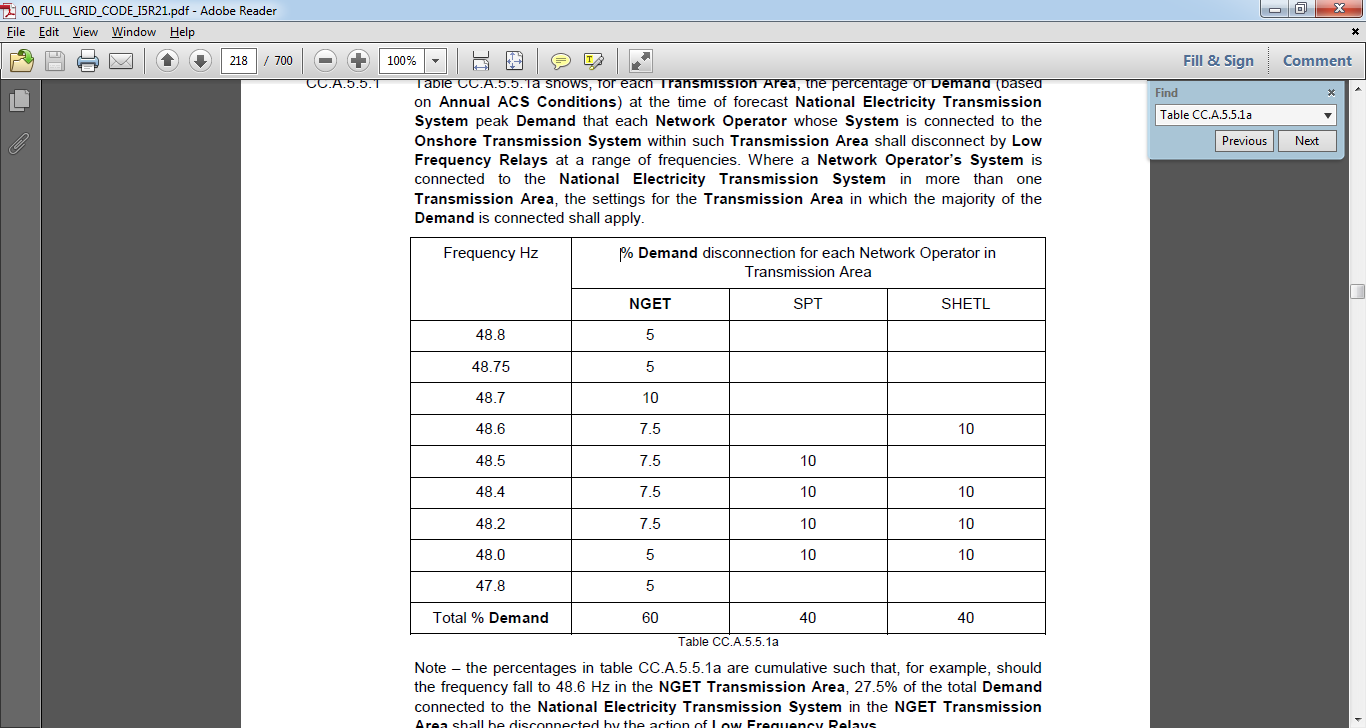 00_FULL_GRID_CODE_I5R21.pdf - Adobe Reader
File Edit View Window Help
218 / 700 100% Fill & Sign Comment
Find
Table CC.A.5.5.1a
Previous Next
CC.A.5.5.1 Table CC.A.5.5.1a shows, for each Transmission Area, the percentage of Demand (based
on Annual ACS Conditions) at the time of forecast National Electricity Transmission
System peak Demand that each Network Operator whose System is connected to the
Onshore Transmission System within such Transmission Area shall disconnect by Low
Frequency Relays at a range of frequencies. Where a Network Operator's System is
connected to the National Electricity Transmission System in more than one
Transmission Area, the settings for the Transmission Area in which the majority of the
Demand is connected shall apply.
Frequency Hz % Demand disconnection for each Network Operator in
Transmission Area
NGET SPT SHETL
48.8 5
48.75 5
48.7 10
48.6 7.5 10
48.5 7.5 10
48.4 7.5 10 10
48.2 7.5 10 10
48.0 5 10 10
47.8 5
Total % Demand 60 40 40
Table CC.A.5.5.1a
Note – the percentages in table CC.A.5.5.1a are cumulative such that, for example, should
the frequency fall to 48.6 Hz in the NGET Transmission Area, 27.5% of the total Demand
connected to the National Electricity Transmission System in the NGET Transmission
Area shall be disconnected by the action of Low Frequency Relays.